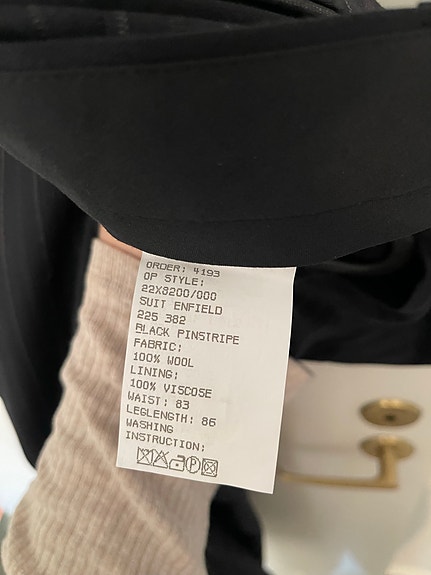 ORDER: 4193
OP STYLE:
22X8200/000
SUIT ENFIELD
225 382
BLACK PINSTRIPE
FABRIC:
100% WOOL
LINING:
100% VISCOSE
WAIST: 83
LEGLENGTH: 86
WASHING
INSTRUCTION:
P